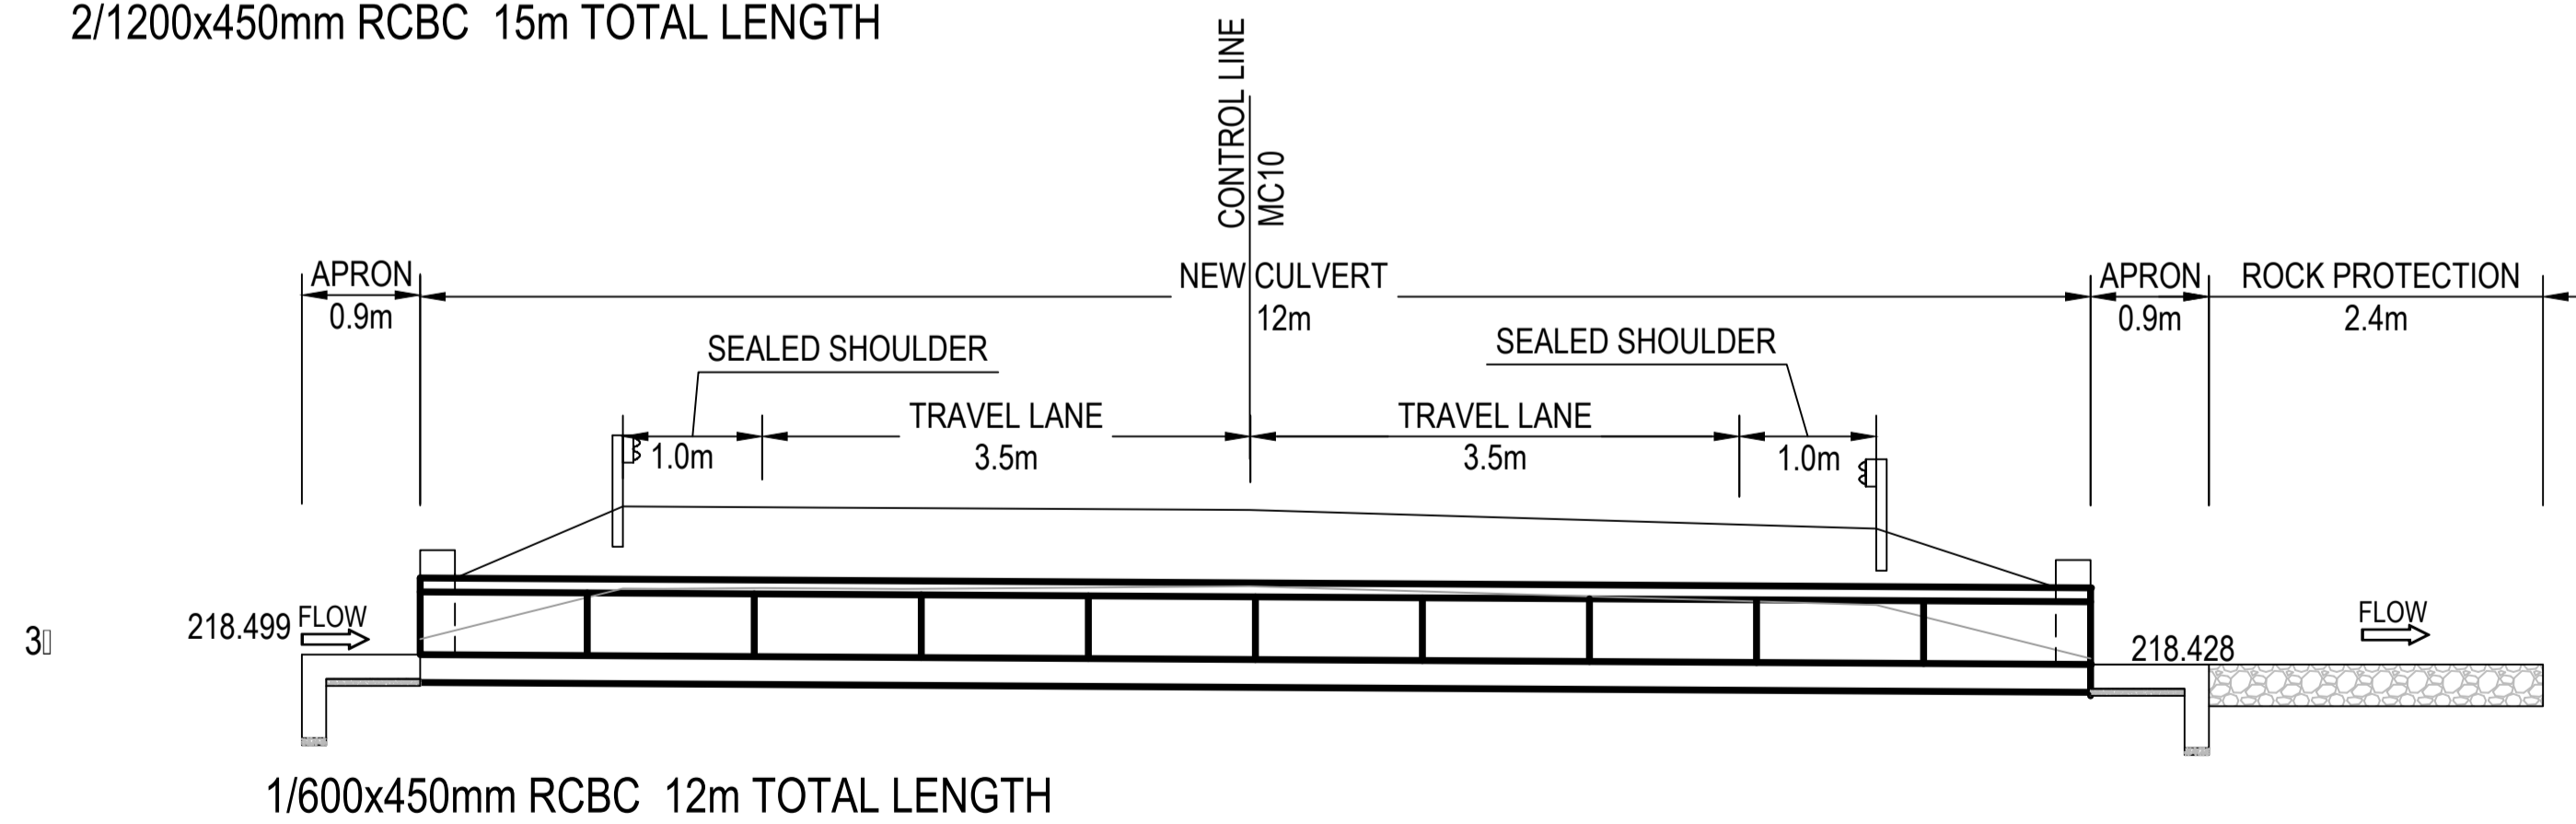 2/1200x450mm RCBC 15m TOTAL LENGTH
CONTROL LINE
MC10
APRON
0.9m
NEW CULVERT
12m
APRON
0.9m
ROCK PROTECTION
2.4m
SEALED SHOULDER
SEALED SHOULDER
1.0m
TRAVEL LANE
3.5m
TRAVEL LANE
3.5m
1.0m
3
218.499
FLOW
FLOW
218.428
1/600x450mm RCBC 12m TOTAL LENGTH